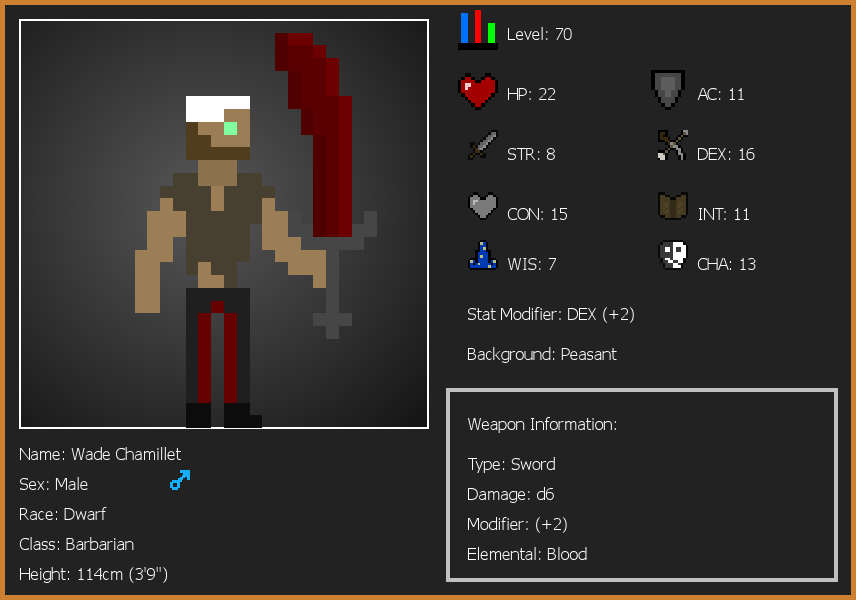 Level: 70
HP: 22
AC: 11
STR: 8
DEX: 16
CON: 15
INT: 11
WIS: 7
CHA: 13
Stat Modifier: DEX (+2)
Background: Peasant
Weapon Information:
Type: Sword
Damage: d6
Modifier: (+2)
Elemental: Blood
Name: Wade Chamillet
Sex: Male
Race: Dwarf
Class: Barbarian
Height: 114cm (3'9")